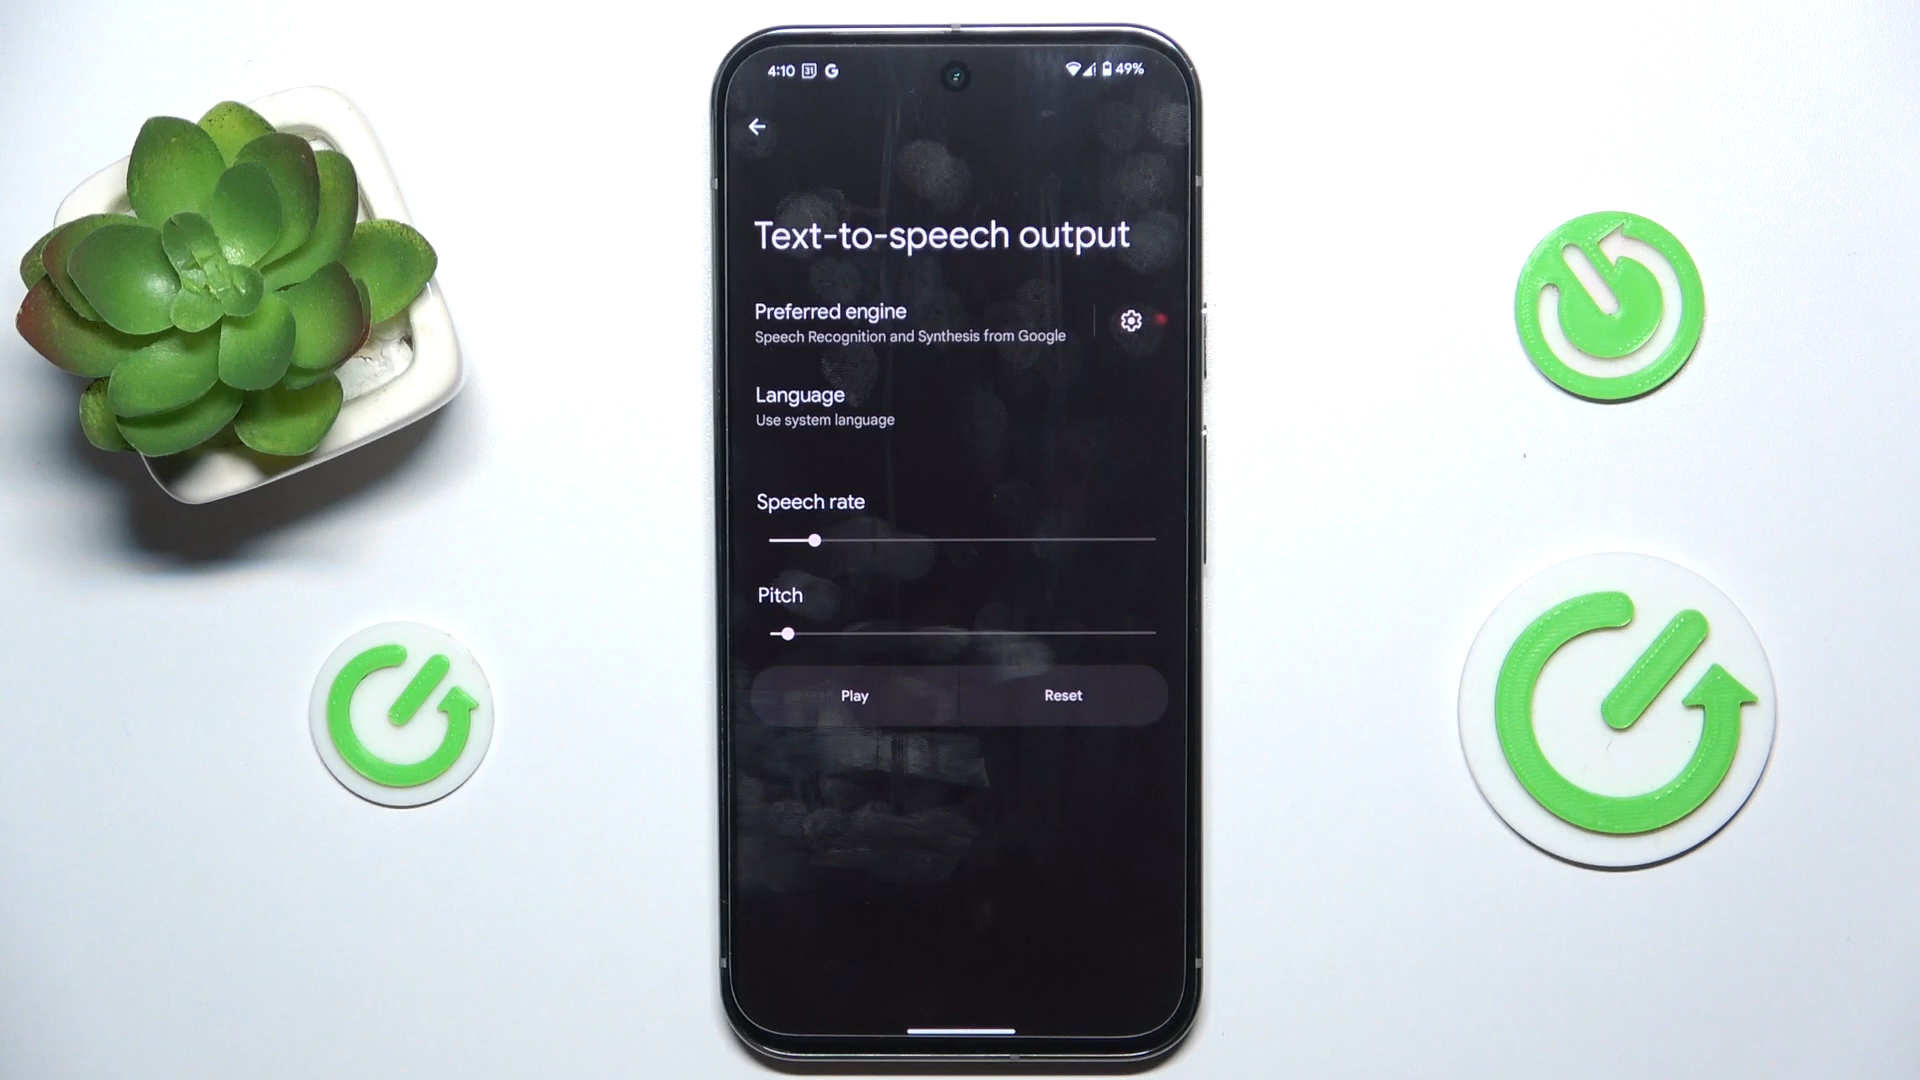 4:10 31 G 49%
Text-to-speech output
Preferred engine
Speech Recognition and Synthesis from Google
Language
Use system language
Speech rate
Pitch
Play Reset